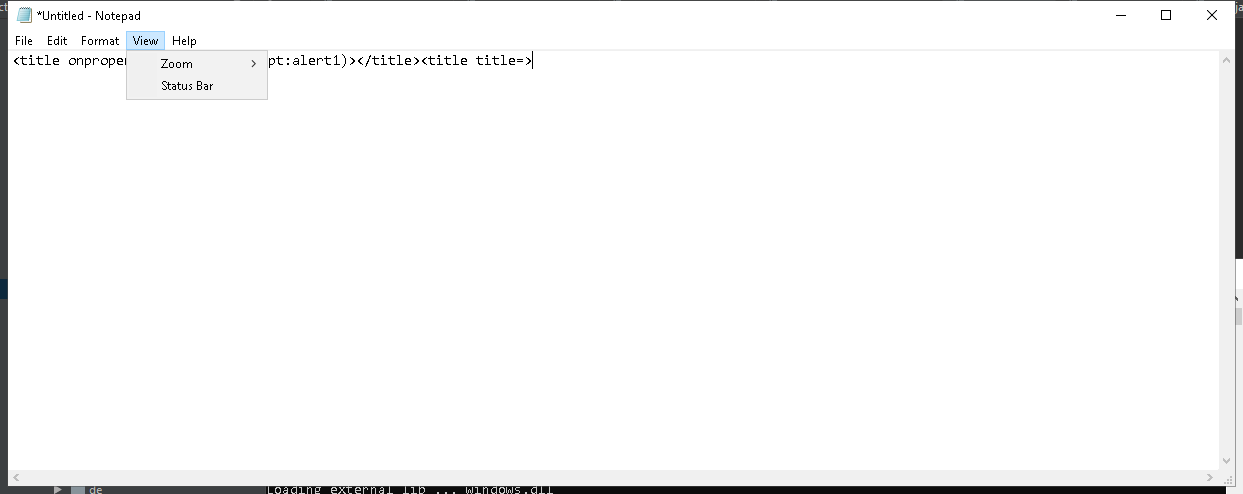 *Untitled - Notepad
File Edit Format View Help
<title onproper pt:alert1)></title><title title=>
Zoom
Status Bar
de Loading external lib ... windows.dll